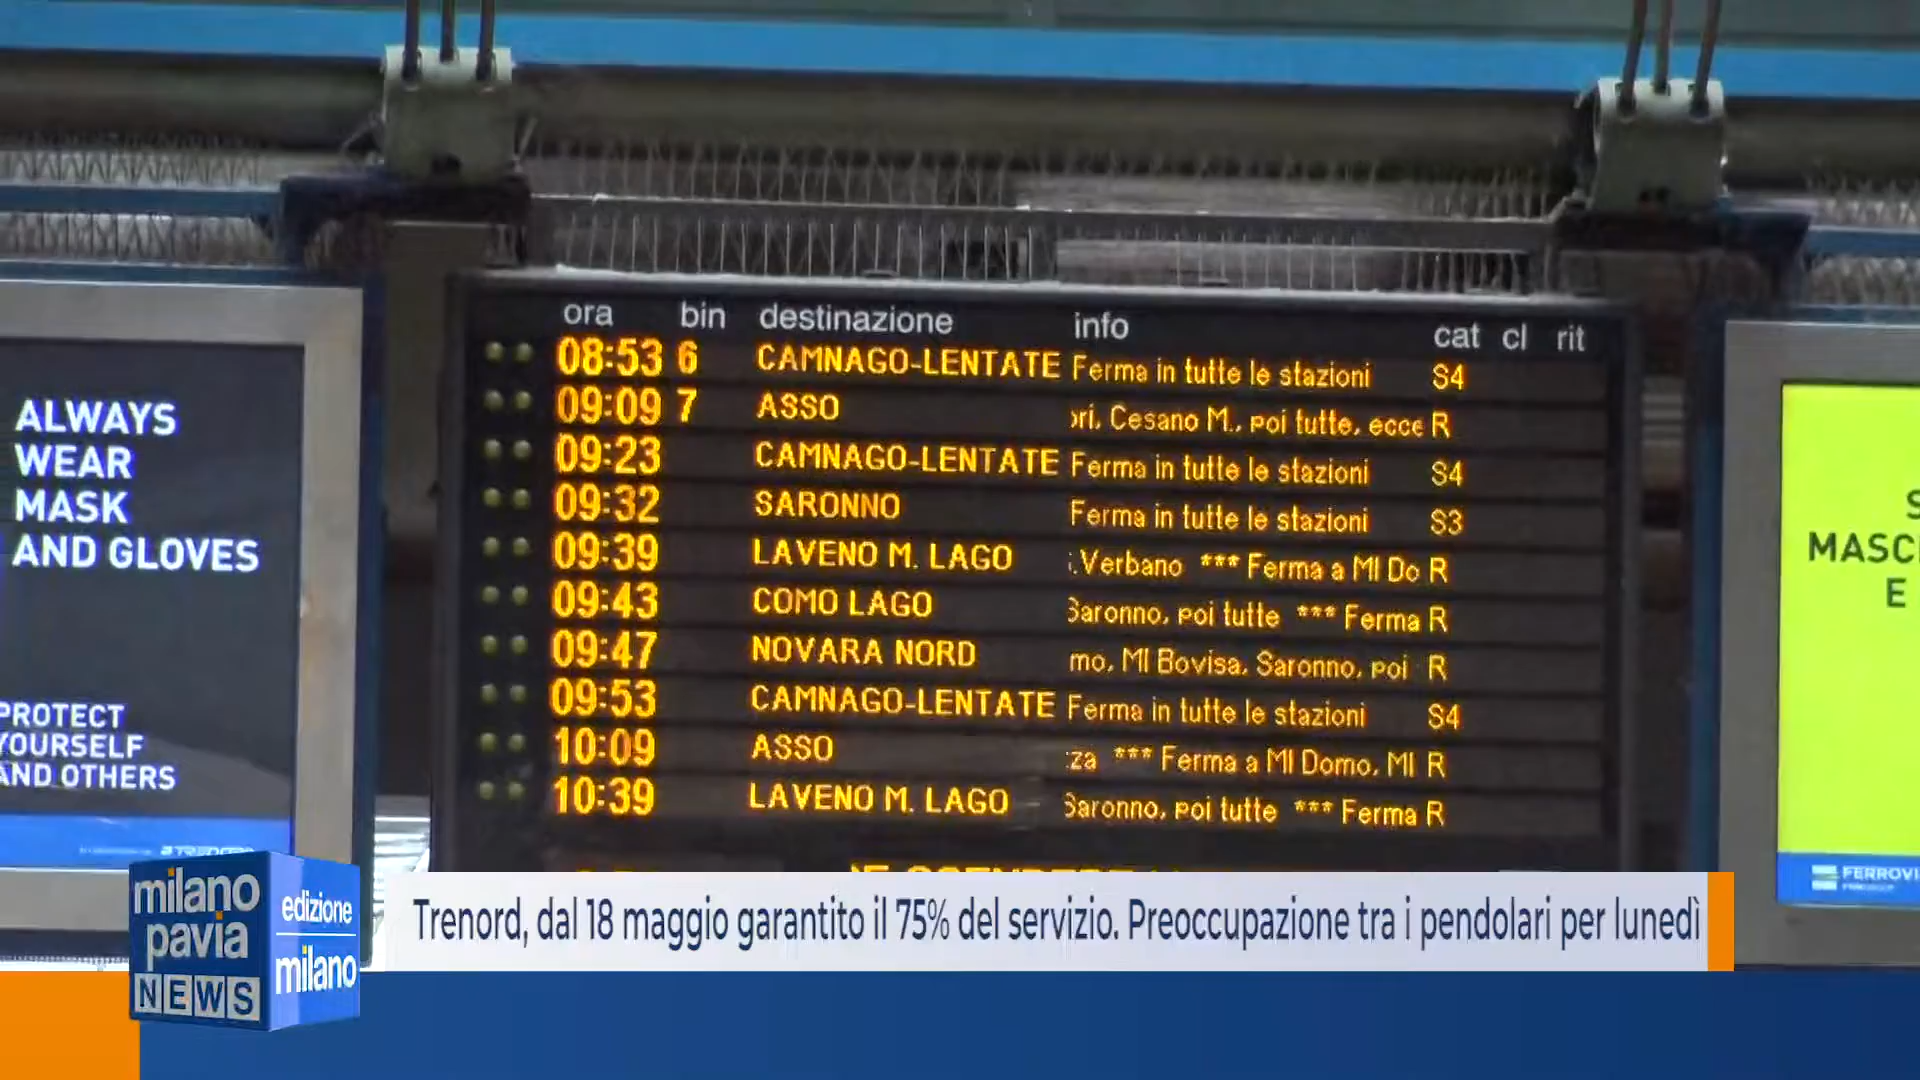 ALWAYS
WEAR
MASK
AND GLOVES
PROTECT
YOURSELF
AND OTHERS
ora bin destinazione info cat cl rit
08:53 6 CAMNAGO-LENTATE Ferma in tutte le stazioni S4
09:09 7 ASSO ori, Cesano M., poi tutte, ecce R
09:23 CAMNAGO-LENTATE Ferma in tutte le stazioni S4
09:32 SARONNO Ferma in tutte le stazioni S3
09:39 LAVENO M. LAGO .Verbano *** Ferma a MI Do R
09:43 COMO LAGO Saronno, poi tutte *** Ferma R
09:47 NOVARA NORD mo, MI Bovisa, Saronno, poi R
09:53 CAMNAGO-LENTATE Ferma in tutte le stazioni S4
10:09 ASSO za *** Ferma a MI Domo, MI R
10:39 LAVENO M. LAGO Saronno, poi tutte *** Ferma R
S
MASC
E
FERROVI
milano
pavia
NEWS
edizione
milano
Trenord, dal 18 maggio garantito il 75% del servizio. Preoccupazione tra i pendolari per lunedì